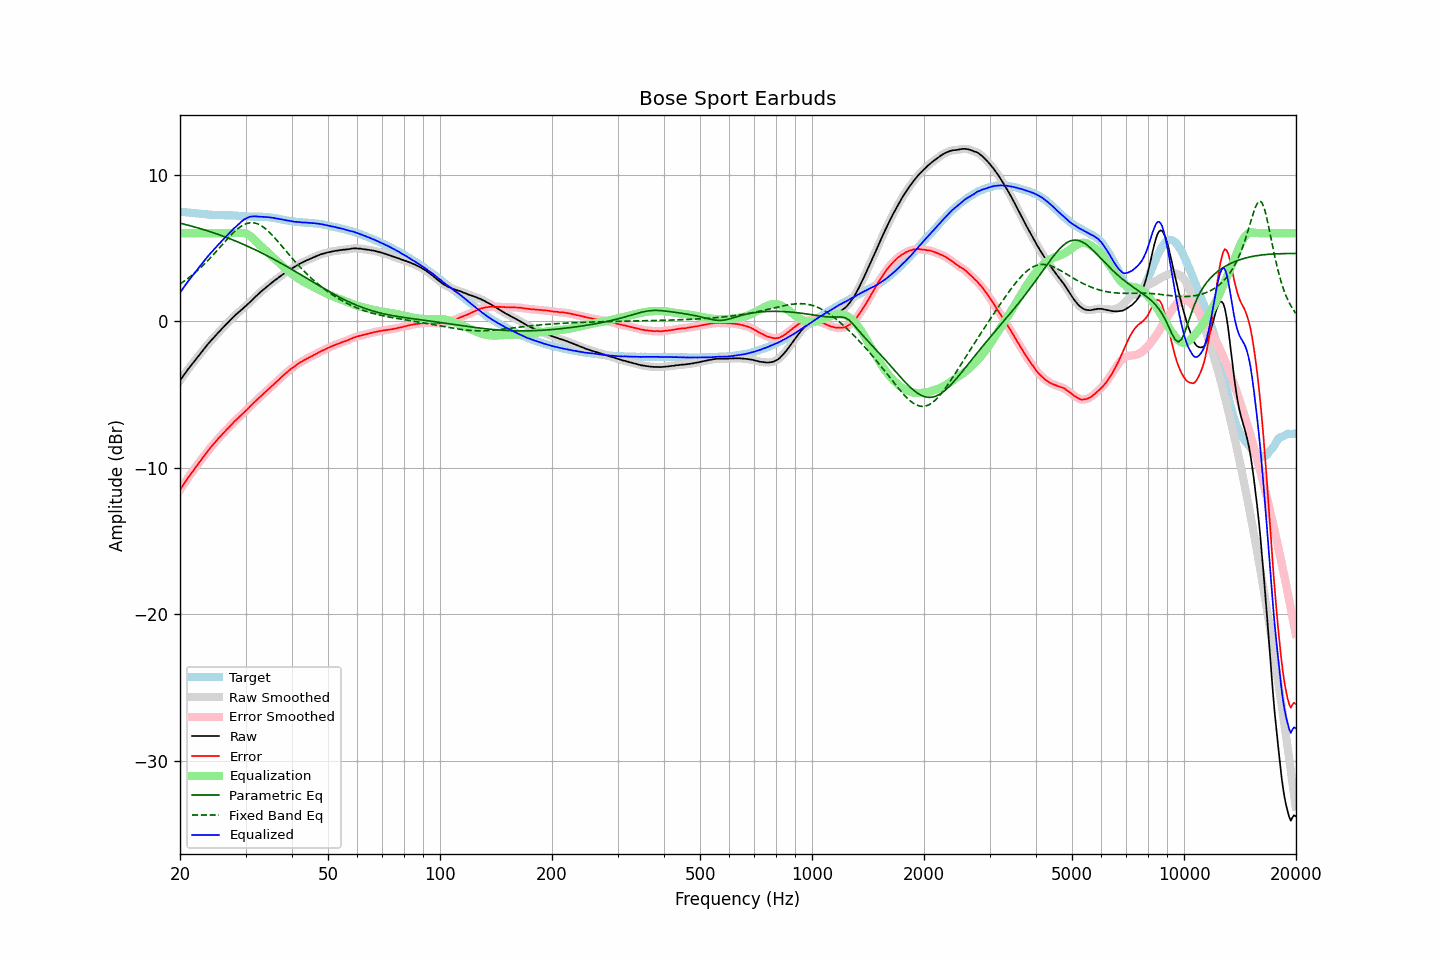 Bose Sport Earbuds
Amplitude (dBr)
10
0
−10
−20
−30
Target
Raw Smoothed
Error Smoothed
Raw
Error
Equalization
Parametric Eq
Fixed Band Eq
Equalized
20 50 100 200 500 1000 2000 5000 10000 20000
Frequency (Hz)